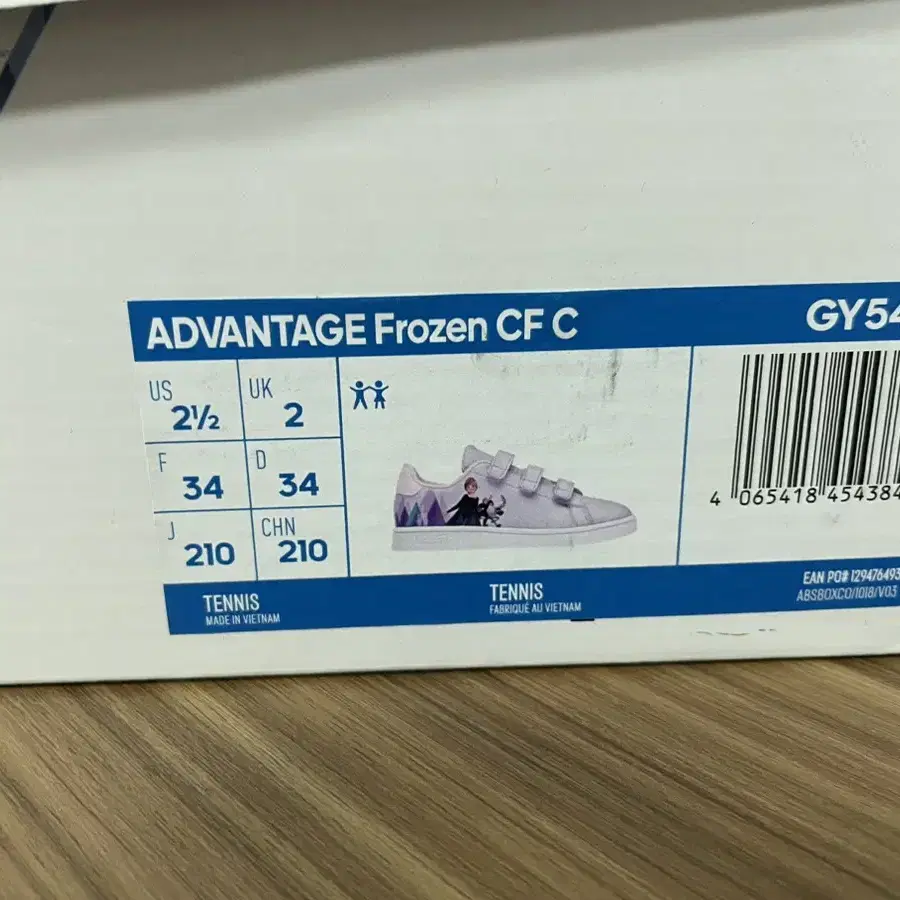 ADVANTAGE Frozen CF C
GY54
US 2½
UK 2
F 34
D 34
J 210
CHN 210
4 065418 454384
TENNIS
MADE IN VIETNAM
TENNIS
FABRIQUÉ AU VIETNAM
EAN PO# 129476493
ABSBOXCO/1018/V03